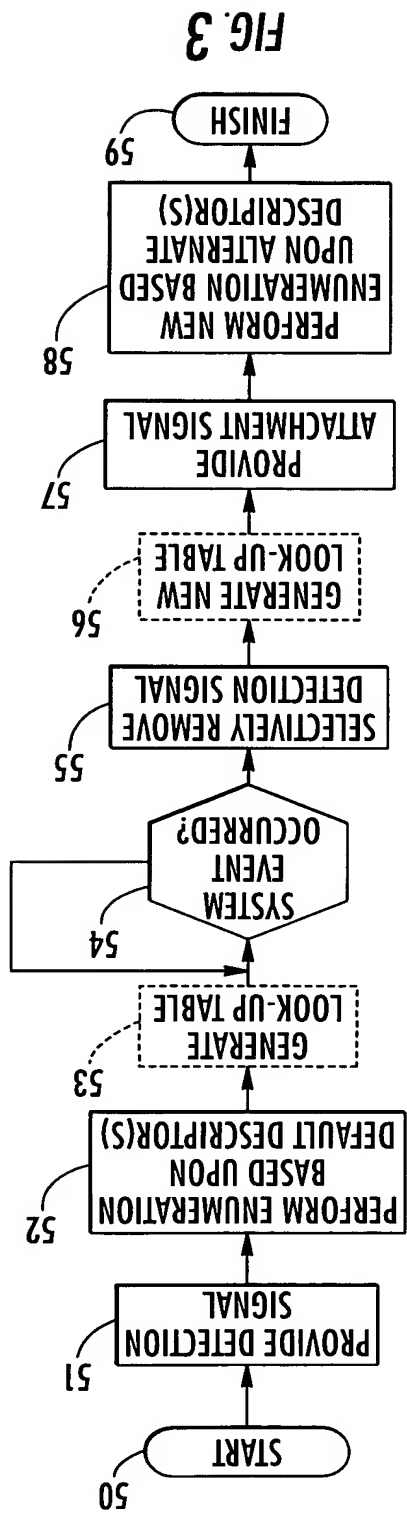 START
50
PROVIDE DETECTION
SIGNAL
51
PERFORM ENUMERATION
BASED UPON
DEFAULT DESCRIPTOR(S)
52
GENERATE
LOOK-UP TABLE
53
SYSTEM
EVENT
OCCURRED?
54
SELECTIVELY REMOVE
DETECTION SIGNAL
55
GENERATE NEW
LOOK-UP TABLE
56
PROVIDE
ATTACHMENT SIGNAL
57
PERFORM NEW
ENUMERATION BASED
UPON ALTERNATE
DESCRIPTOR(S)
58
FINISH
59
FIG. 3